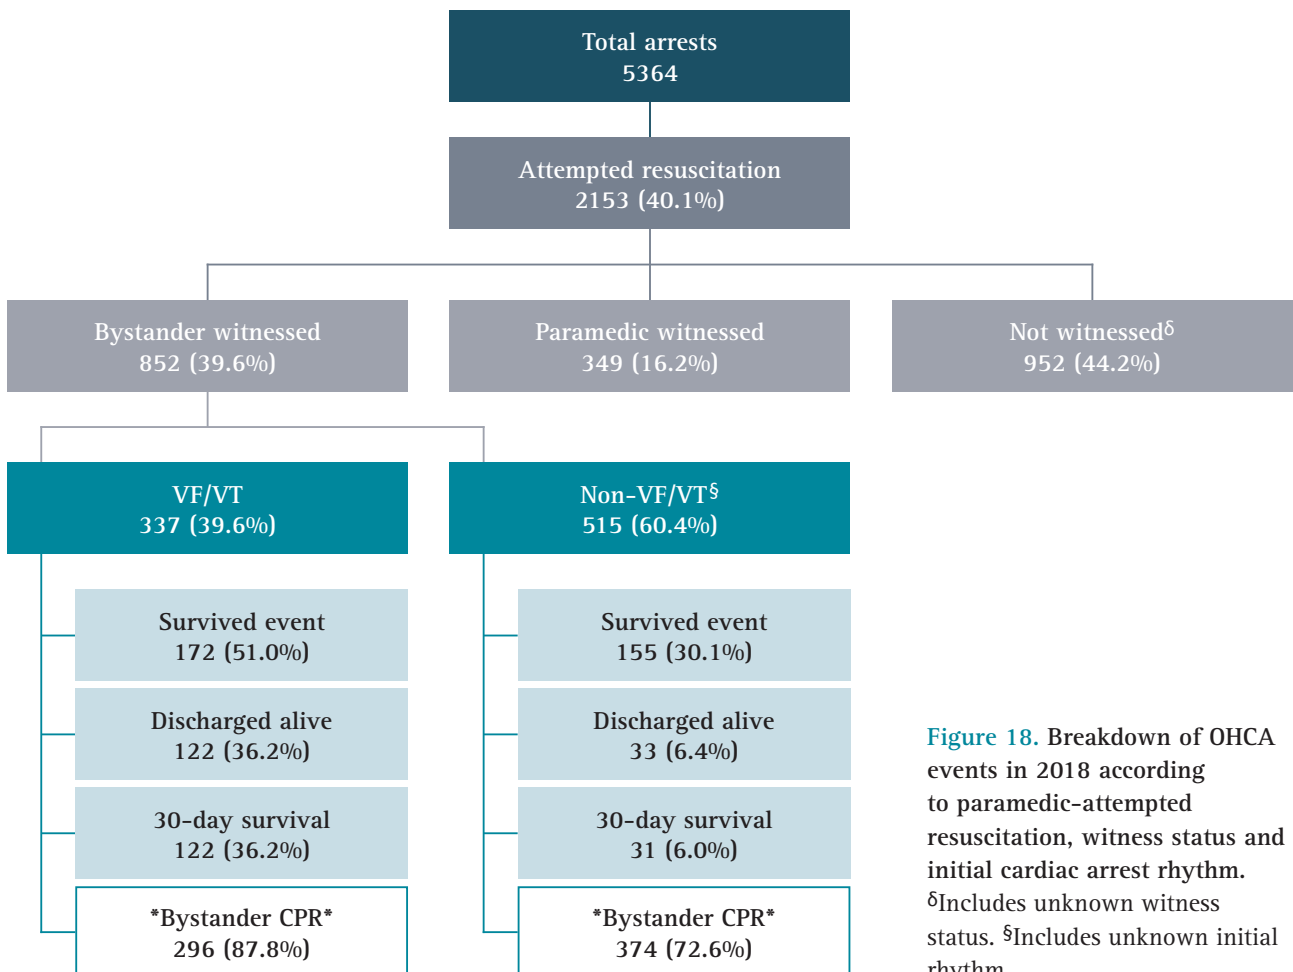 Total arrests
5364
Attempted resuscitation
2153 (40.1%)
Bystander witnessed
852 (39.6%)
Paramedic witnessed
349 (16.2%)
Not witnessedδ
952 (44.2%)
VF/VT
337 (39.6%)
Non-VF/VT§
515 (60.4%)
Survived event
172 (51.0%)
Discharged alive
122 (36.2%)
30-day survival
122 (36.2%)
*Bystander CPR*
296 (87.8%)
Survived event
155 (30.1%)
Discharged alive
33 (6.4%)
30-day survival
31 (6.0%)
*Bystander CPR*
374 (72.6%)
Figure 18. Breakdown of OHCA
events in 2018 according
to paramedic-attempted
resuscitation, witness status and
initial cardiac arrest rhythm.
δIncludes unknown witness
status. §Includes unknown initial
rhythm